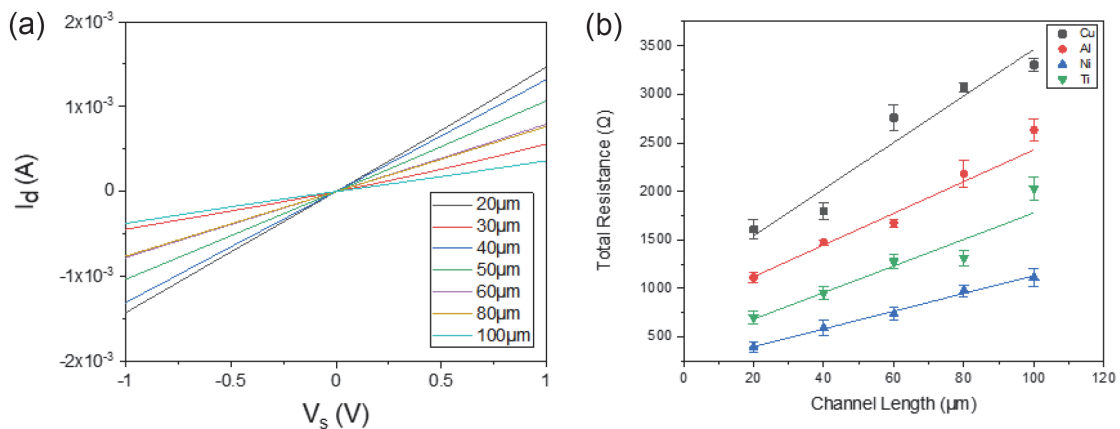 (a)
2x10⁻³
1x10⁻³
0
-1x10⁻³
-2x10⁻³
I_d (A)
-1
-0.5
0
0.5
1
V_s (V)
20µm
30µm
40µm
50µm
60µm
80µm
100µm
(b)
3500
3000
2500
2000
1500
1000
500
Total Resistance (Ω)
0
20
40
60
80
100
120
Channel Length (µm)
Cu
Al
Ni
Ti